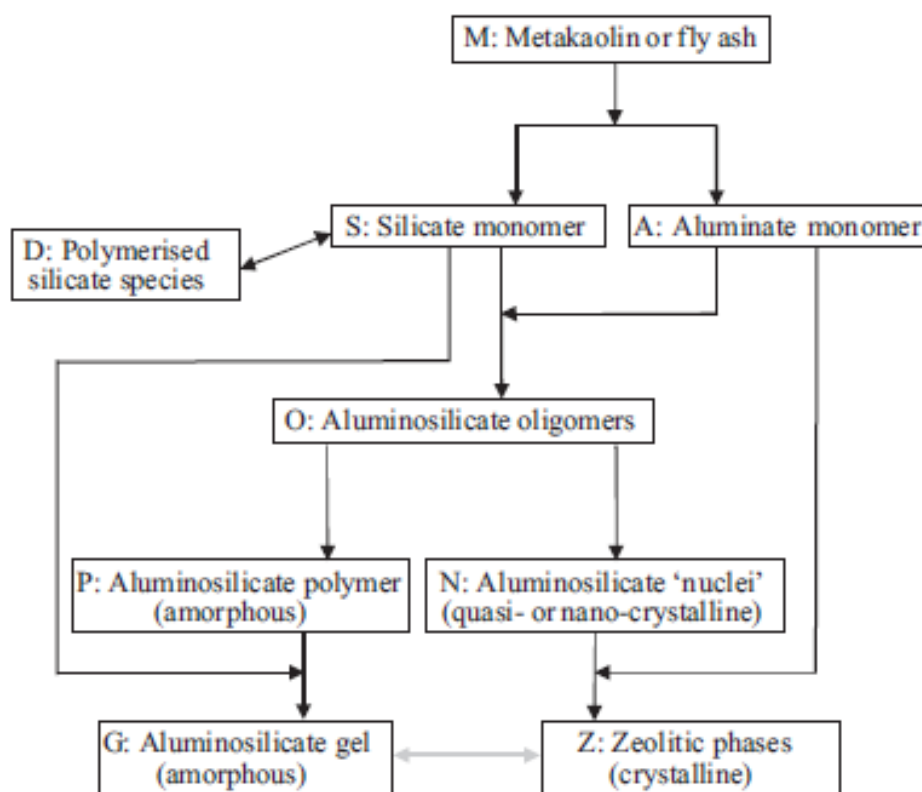 M: Metakaolin or fly ash
S: Silicate monomer
A: Aluminate monomer
D: Polymerised
silicate species
O: Aluminosilicate oligomers
P: Aluminosilicate polymer
(amorphous)
N: Aluminosilicate ‘nuclei’
(quasi- or nano-crystalline)
G: Aluminosilicate gel
(amorphous)
Z: Zeolitic phases
(crystalline)